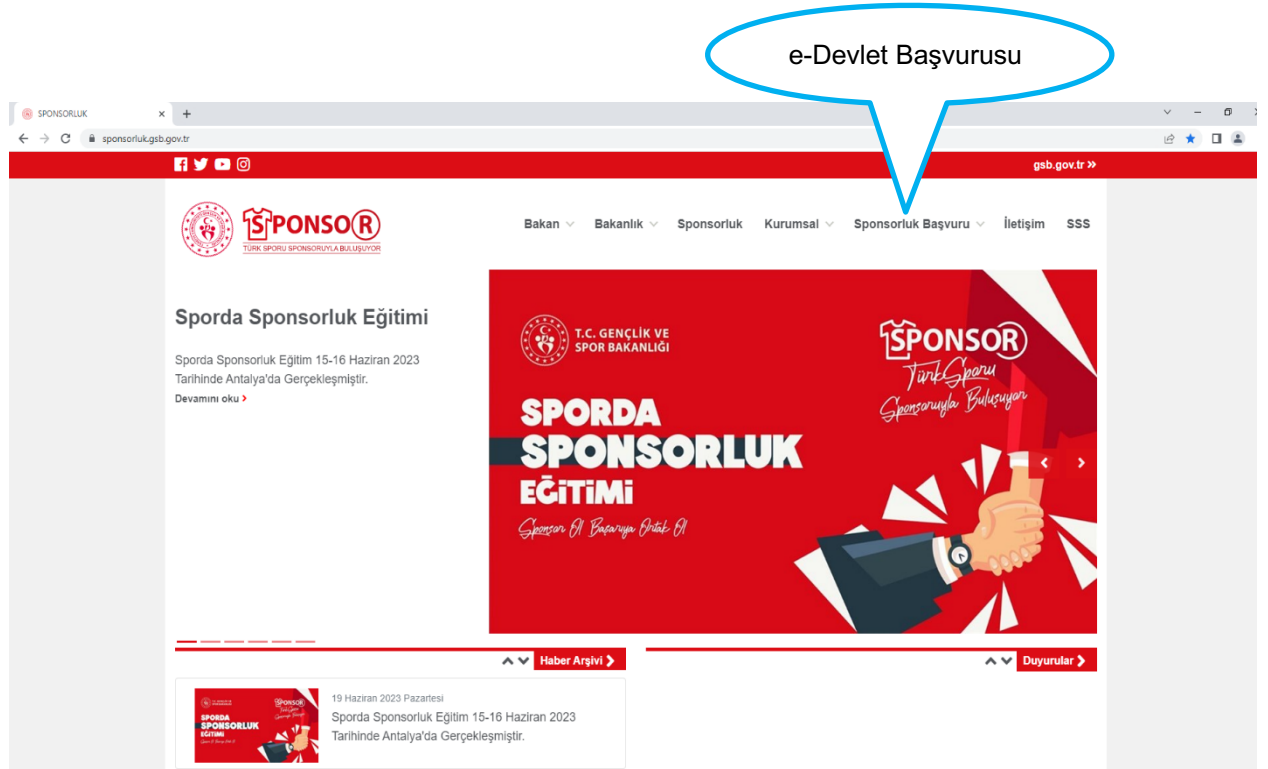 e-Devlet Başvurusu
SPONSORLUK
sponsorluk.gsb.gov.tr
gsb.gov.tr
SPONSOR
TÜRK SPORU SPONSORUYLA BULUŞUYOR
Bakan Bakanlık Sponsorluk Kurumsal Sponsorluk Başvuru İletişim SSS
Sporda Sponsorluk Eğitimi
Sporda Sponsorluk Eğitim 15-16 Haziran 2023
Tarihinde Antalya'da Gerçekleşmiştir.
Devamını oku
T.C. GENÇLİK VE
SPOR BAKANLIĞI
SPONSOR
Türk Sporu
Sponsoruyla Buluşuyor
SPORDA
SPONSORLUK
EĞİTİMİ
Sponsor Ol Başarıya Ortak Ol
Haber Arşivi
Duyurular
19 Haziran 2023 Pazartesi
Sporda Sponsorluk Eğitim 15-16 Haziran 2023
Tarihinde Antalya'da Gerçekleşmiştir.
SPONSOR
SPORDA
SPONSORLUK
EĞİTİMİ